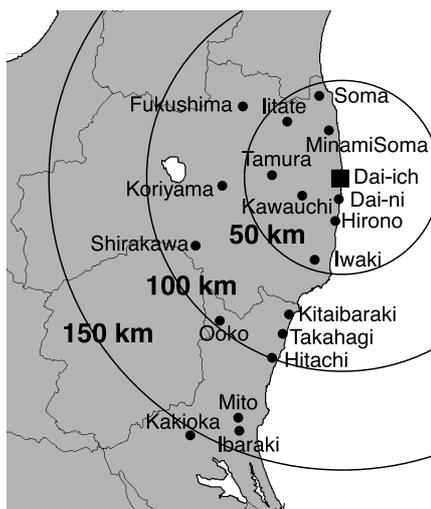 Soma
Fukushima
Iitate
MinamiSoma
Tamura
Dai-ich
Koriyama
Kawauchi
Dai-ni
Hirono
50 km
Shirakawa
Iwaki
100 km
Kitaibaraki
150 km
Ooko
Takahagi
Hitachi
Mito
Kakioka
Ibaraki